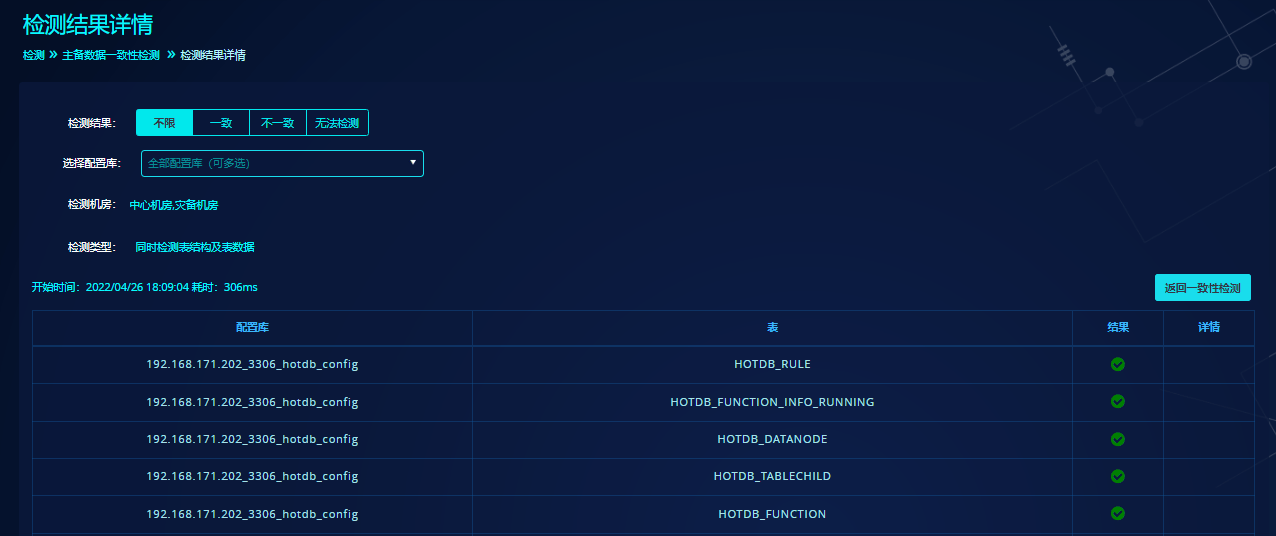 检测结果详情
检测 » 主备数据一致性检测 » 检测结果详情
检测结果： 不限 一致 不一致 无法检测
选择配置库： 全部配置库（可多选）
检测机房： 中心机房,灾备机房
检测类型： 同时检测表结构及表数据
开始时间：2022/04/26 18:09:04 耗时：306ms 返回一致性检测
配置库 表 结果 详情
192.168.171.202_3306_hotdb_config HOTDB_RULE
192.168.171.202_3306_hotdb_config HOTDB_FUNCTION_INFO_RUNNING
192.168.171.202_3306_hotdb_config HOTDB_DATANODE
192.168.171.202_3306_hotdb_config HOTDB_TABLECHILD
192.168.171.202_3306_hotdb_config HOTDB_FUNCTION